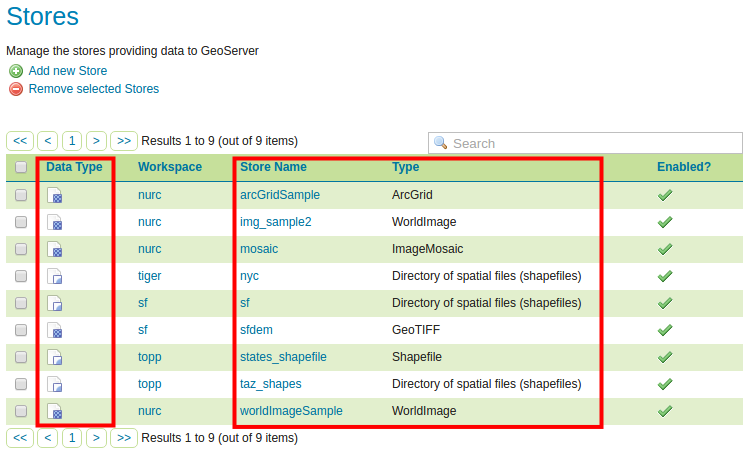 Stores
Manage the stores providing data to GeoServer
Add new Store
Remove selected Stores
<< < 1 > >> Results 1 to 9 (out of 9 items) Search
Data Type Workspace Store Name Type Enabled?
nurc arcGridSample ArcGrid
nurc img_sample2 WorldImage
nurc mosaic ImageMosaic
tiger nyc Directory of spatial files (shapefiles)
sf sf Directory of spatial files (shapefiles)
sf sfdem GeoTIFF
topp states_shapefile Shapefile
topp taz_shapes Directory of spatial files (shapefiles)
nurc worldImageSample WorldImage
<< < 1 > >> Results 1 to 9 (out of 9 items)